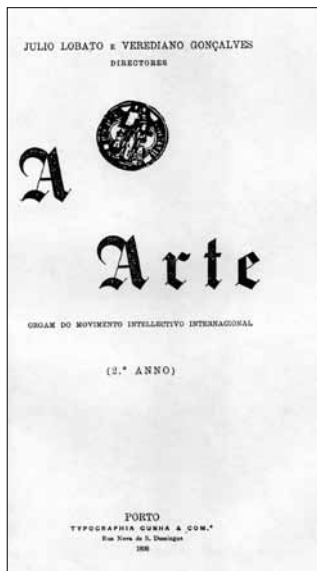 JULIO LOBATO E VEREDIANO GONÇALVES
DIRECTORES
A
Arte
ORGAM DO MOVIMENTO INTELLECTIVO INTERNACIONAL
(2.º ANNO)
PORTO
TYPOGRAPHIA CUNHA & COM.ª
Rua Nova de S. Domingos